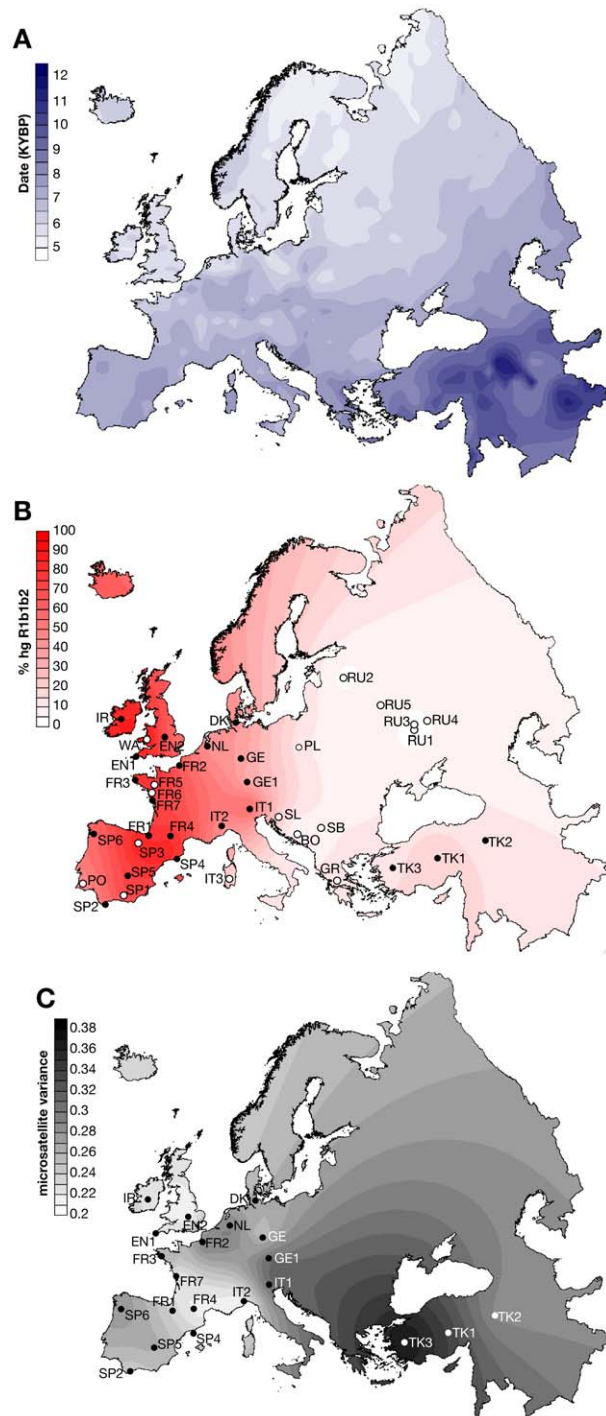 A
Date (KYBP)
12
11
10
9
8
7
6
5
B
% hg R1b1b2
100
90
80
70
60
50
40
30
20
10
0
RU2
RU5
RU3
RU4
RU1
IR
WA
EN2
EN1
DK
NL
GE
PL
FR2
FR3
FR5
FR6
FR7
GE1
IT1
IT2
SL
SB
BO
FR1
FR4
SP6
SP3
SP4
SP5
PO
SP1
SP2
IT3
GR
TK3
TK1
TK2
C
microsatellite variance
0.38
0.36
0.34
0.32
0.3
0.28
0.26
0.24
0.22
0.2
IR
EN2
EN1
DK
NL
GE
FR2
FR3
GE1
IT1
FR7
IT2
FR1
FR4
SP6
SP5
SP4
SP2
TK2
TK1
TK3